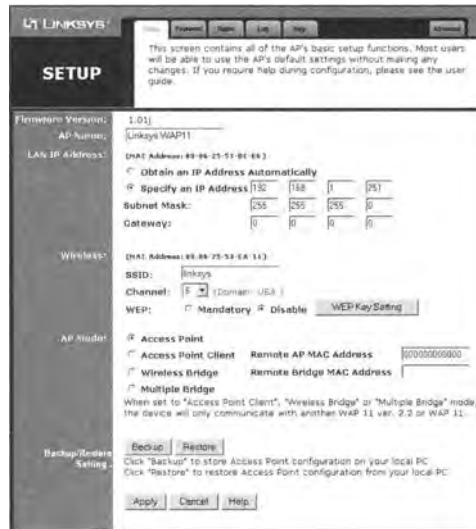 LINKSYS
Setup Password Status Log Help Advanced
SETUP
This screen contains all of the AP's basic setup functions. Most users
will be able to use the AP's default settings without making any
changes. If you require help during configuration, please see the user
guide.
Firmware Version: 1.01j
AP Name: Linksys WAP11
LAN IP Address: (MAC Address:
Obtain an IP Address Automatically
Specify an IP Address 192 168 1 251
Subnet Mask: 255 255 255 0
Gateway: 0 0 0 0
Wireless: (MAC Address:
SSID: linksys
Channel: 6 (Domain: USA )
WEP: Mandatory Disable WEP Key Setting
AP Mode: Access Point
Access Point Client Remote AP MAC Address 000000000000
Wireless Bridge Remote Bridge MAC Address
Multiple Bridge
When set to "Access Point Client", "Wireless Bridge" or "Multiple Bridge" mode,
the device will only communicate with another WAP 11 ver. 2.2 or WAP 11.
Backup/Restore Backup Restore
Setting: Click "Backup" to store Access Point configuration on your local PC
Click "Restore" to restore Access Point configuration from your local PC
Apply Cancel Help